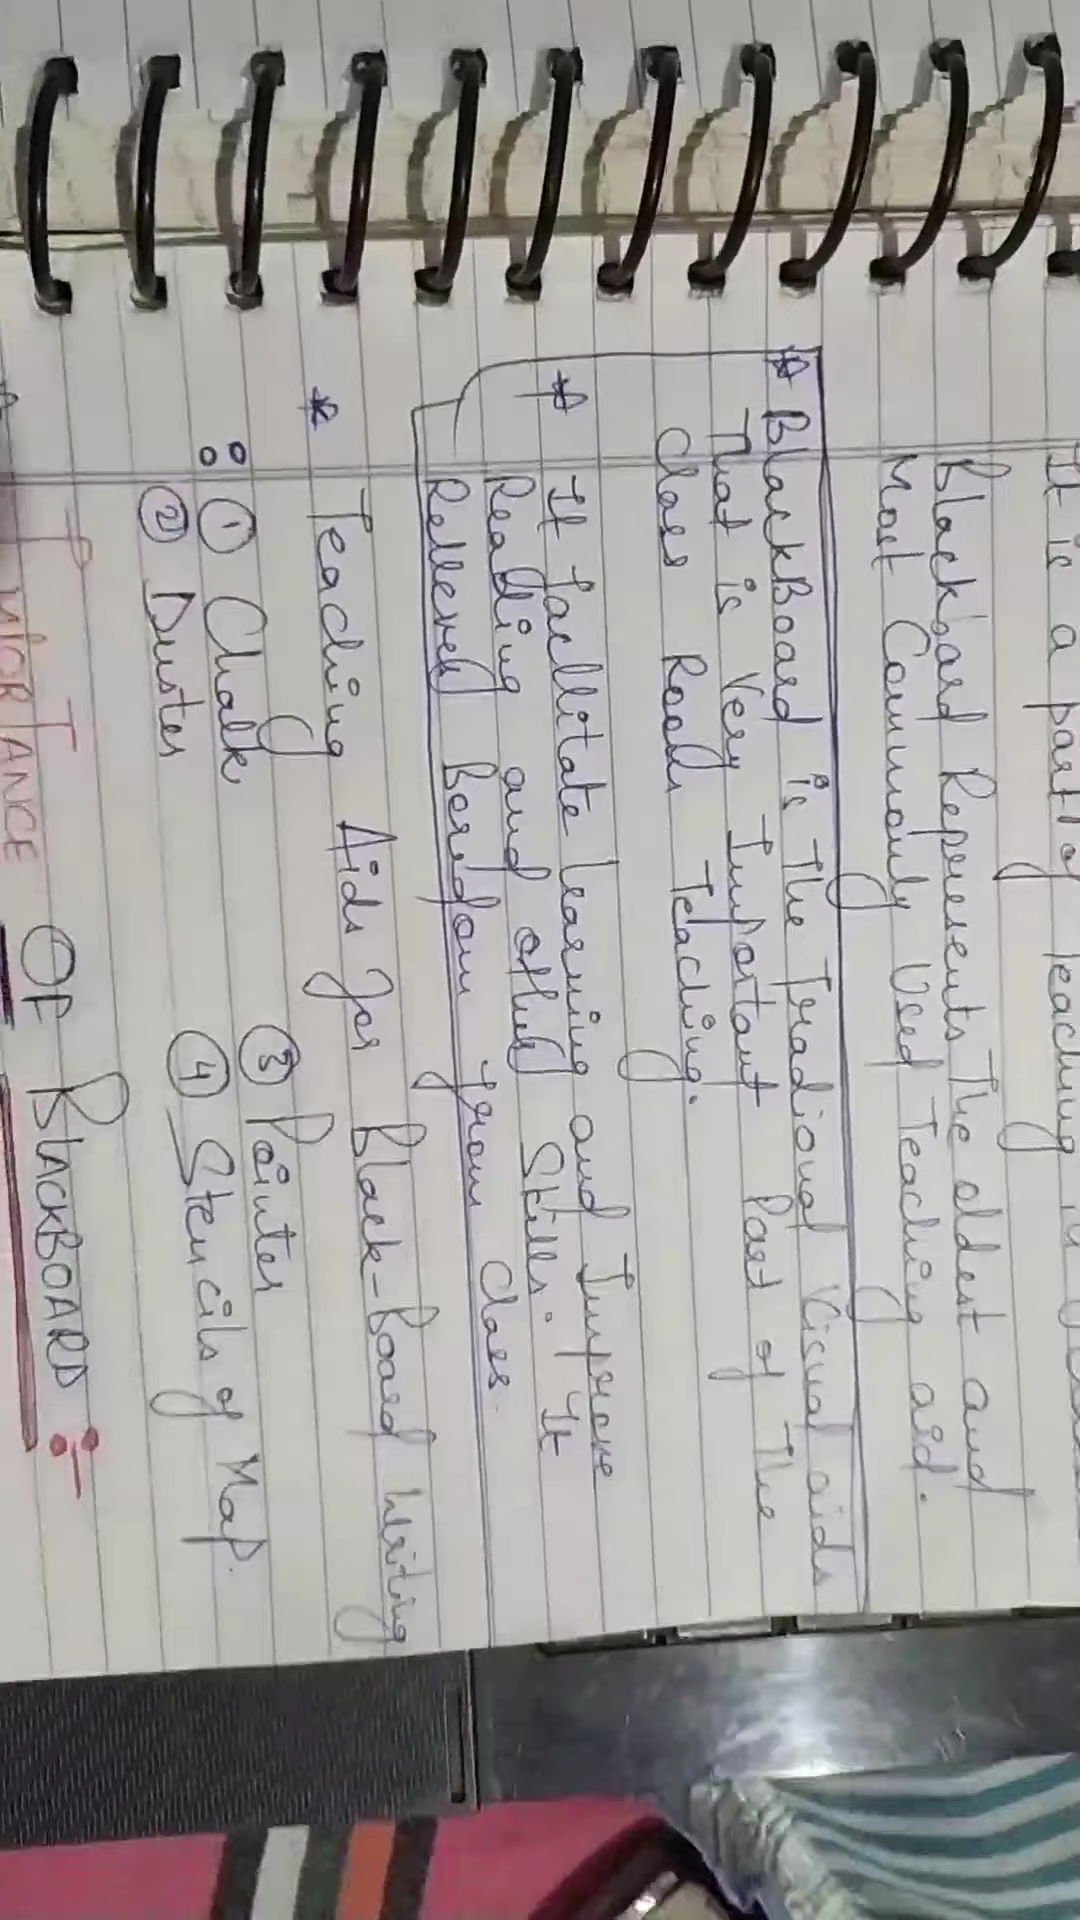 It is a part of Teaching
Blackboard Represents The oldest and
Most Commonly Used Teaching aid.
* BlackBoard is The Tradional Visual aids
That is Very Important Part of The
Class Room Teaching.
* It facllitate learning and Improve
Reading and other Skills. It
Relleved Boredom from Class.
* Teaching Aids for Black-Board Writing
: ① Chalk ③ Pointer
② Duster ④ Stencils of Map.
IMPORTANCE OF BLACKBOARD :-